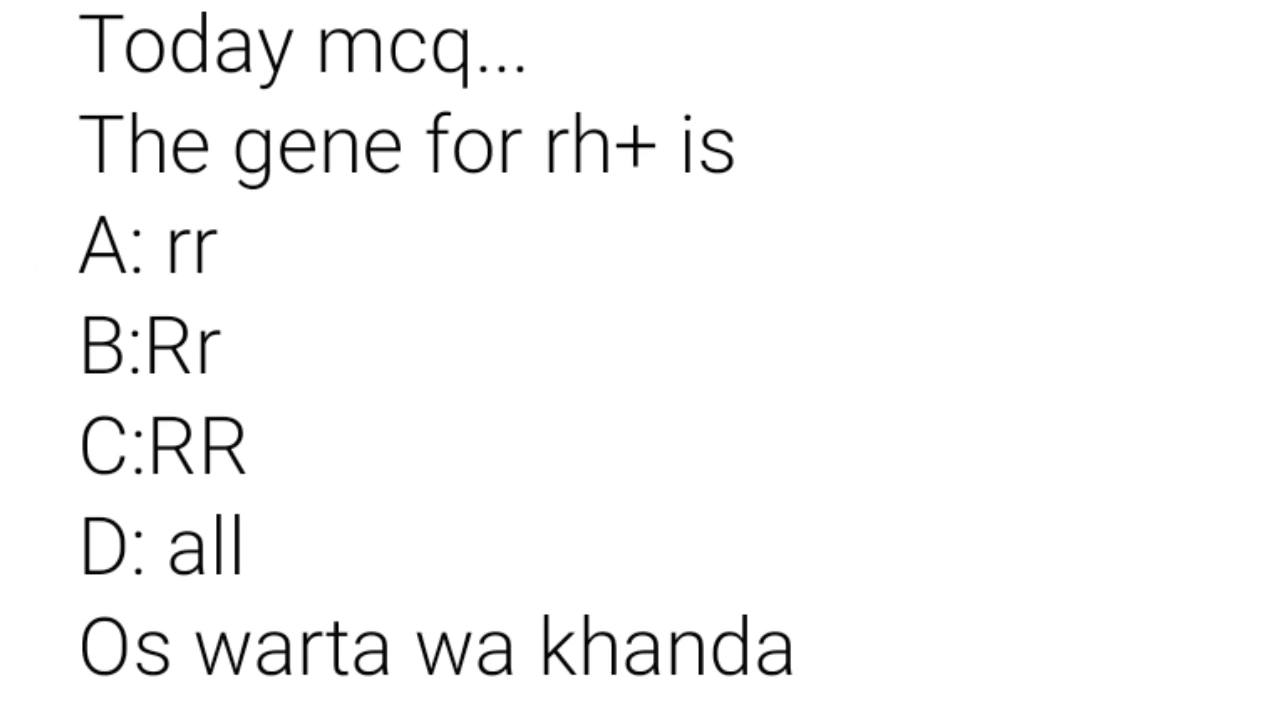 Today mcq...
The gene for rh+ is
A: rr
B:Rr
C:RR
D: all
Os warta wa khanda